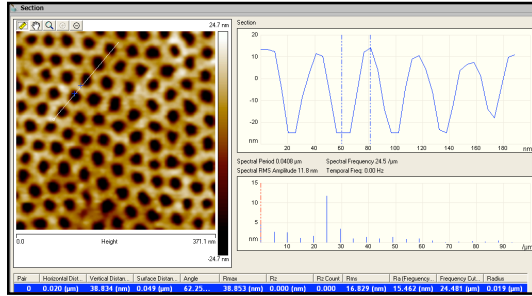 Section
24.7 nm
Section
20
10
0
-10
-20
nm
20 40 60 80 100 120 140 160 180 nm
Spectral Period 0.0408 µm Spectral Frequency 24.5 /µm
Spectral RMS Amplitude 11.8 nm Temporal Freq: 0.00 Hz
15
10
5
nm
10 20 30 40 50 60 70 80 90 /µm
0.0 Height 371.1 nm
-24.7 nm
Pair Horizontal Dist... Vertical Distan... Surface Distan... Angle Rmax Rz Rz Count Rms Ra (Frequency... Frequency Cut... Radius
0 0.020 (µm) 38.834 (nm) 0.049 (µm) 62.25... 38.853 (nm) 0.000 (nm) 0.000 16.829 (nm) 15.462 (nm) 24.481 (µm) 0.019 (µm)